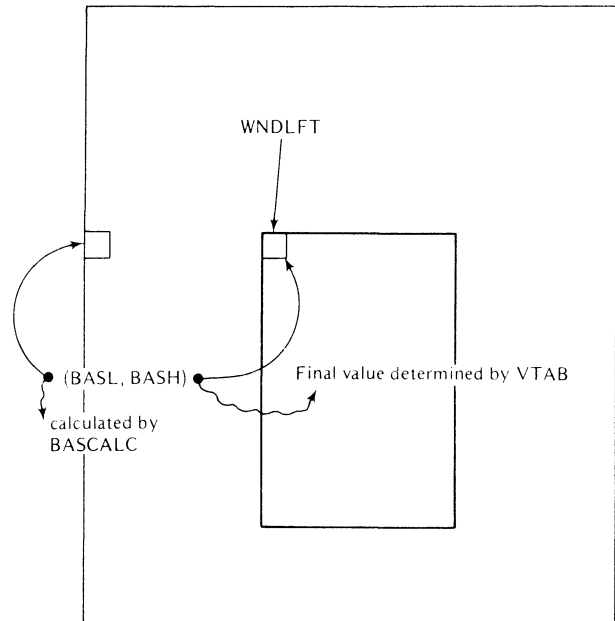 WNDLFT
(BASL, BASH)
Final value determined by VTAB
calculated by
BASCALC